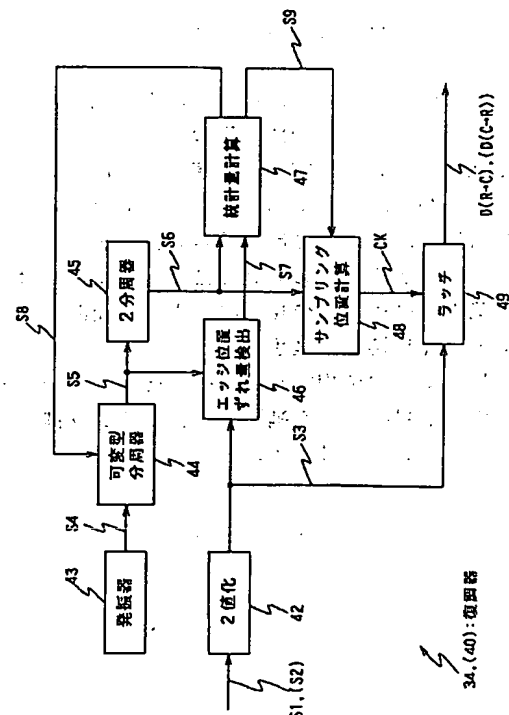 S8
S9
43
発振器
S4
可変型
分周器
44
S5
45
2分周器
S6
統計量計算
47
S7
エッジ位置
ずれ量検出
46
サンプリング
位置計算
48
CK
S1,(S2)
2値化
42
S3
ラッチ
49
D(R→C),(D(C→R))
34,(40):復調器